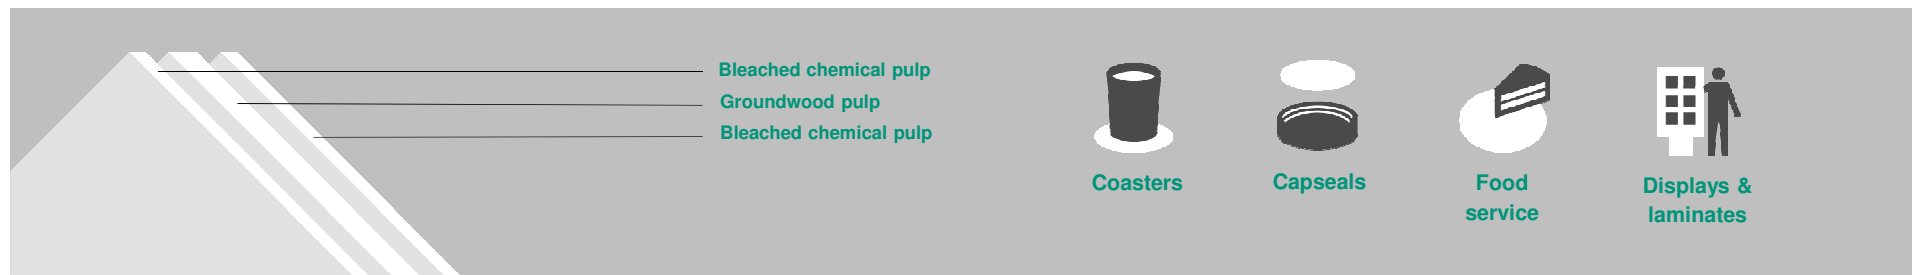 Bleached chemical pulp
Groundwood pulp
Bleached chemical pulp
Coasters
Capseals
Food
service
Displays &
laminates